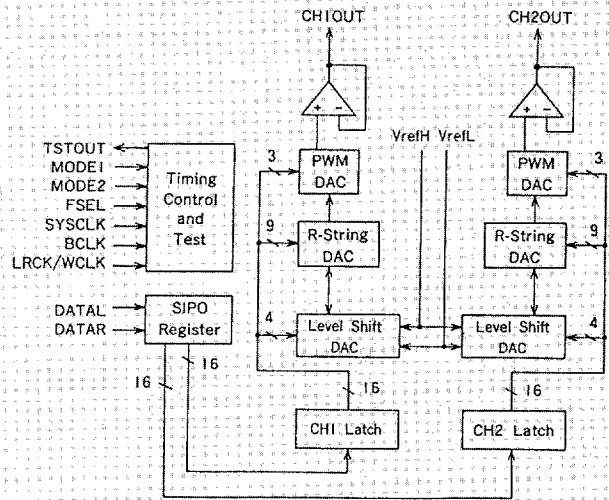 CH1OUT
CH2OUT
+ -
+ -
VrefH VrefL
TSTOUT
MODE1
MODE2
FSEL
SYSCLK
BCLK
LRCK/WCLK
Timing
Control
and
Test
3
PWM
DAC
PWM
DAC
3
9
R-String
DAC
R-String
DAC
9
DATAL
DATAR
SIPO
Register
4
Level Shift
DAC
Level Shift
DAC
4
16
16
16
16
CH1 Latch
CH2 Latch